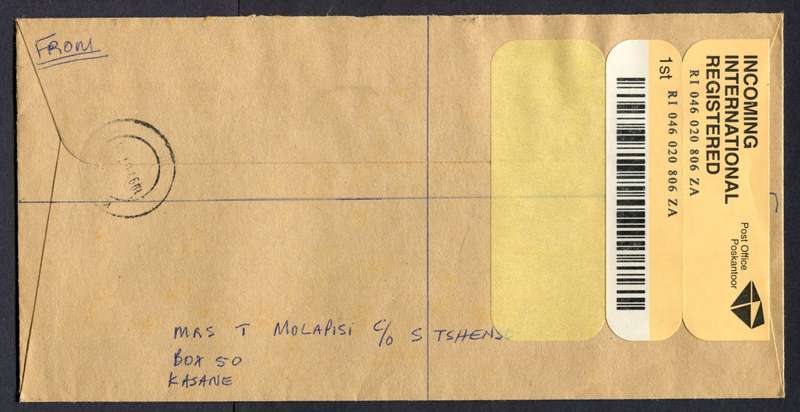 FROM
MRS T MOLAPISI C/O S TSHENS
BOX 50
KASANE
1st
RI 046 020 806 ZA
INCOMING
INTERNATIONAL
REGISTERED
RI 046 020 806 ZA
Post Office
Poskantoor